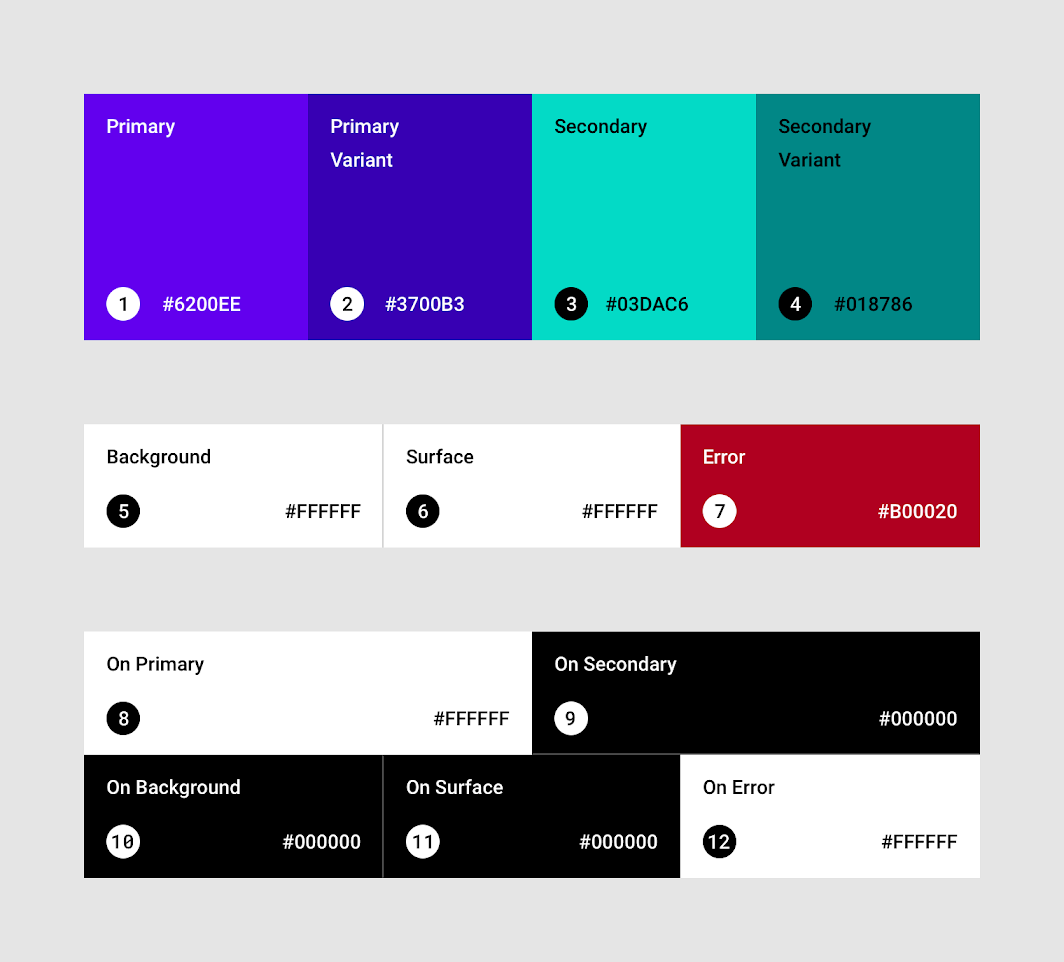 Primary
Primary
Variant
Secondary
Secondary
Variant
1 #6200EE
2 #3700B3
3 #03DAC6
4 #018786
Background
Surface
Error
5 #FFFFFF
6 #FFFFFF
7 #B00020
On Primary
On Secondary
8 #FFFFFF
9 #000000
On Background
On Surface
On Error
10 #000000
11 #000000
12 #FFFFFF